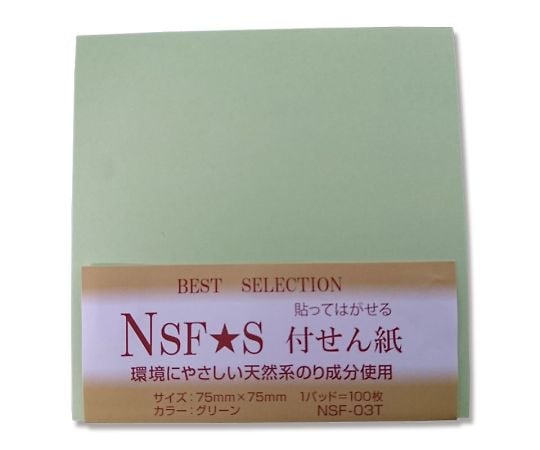 BEST SELECTION
貼ってはがせる
NSF★S 付せん紙
環境にやさしい天然系のり成分使用
サイズ：75mm×75mm 1パッド＝100枚
カラー：グリーン NSF-03T